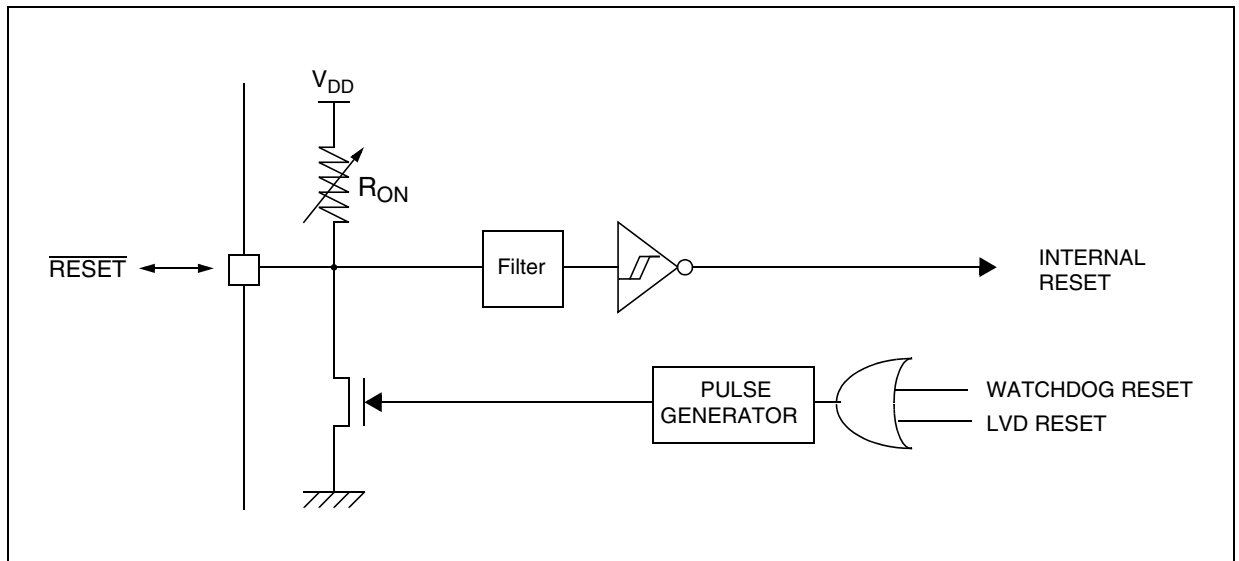 VDD
RON
RESET
Filter
INTERNAL
RESET
PULSE
GENERATOR
WATCHDOG RESET
LVD RESET